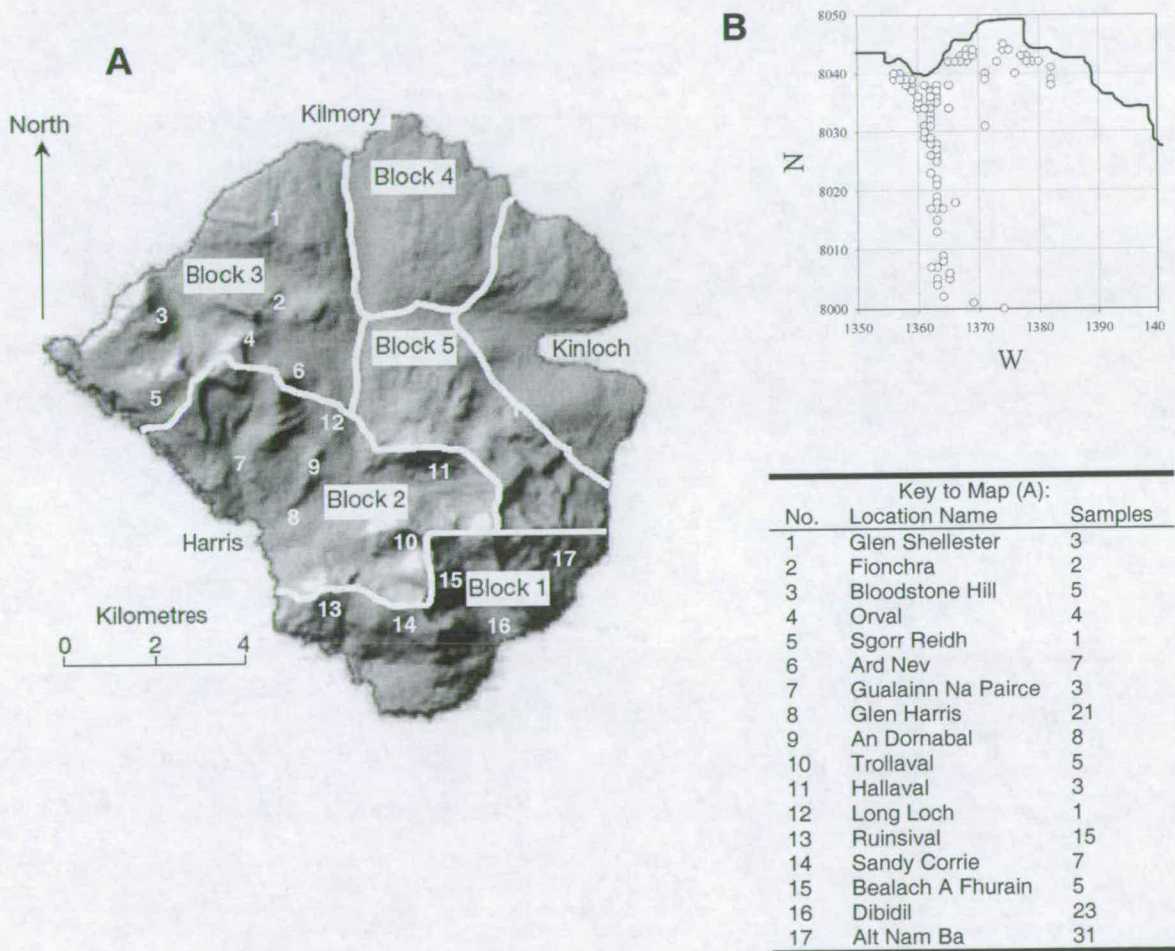 A
North
Kilmory
Block 4
1
Block 3
2
3
4
Block 5
Kinloch
6
5
12
7
9
11
Block 2
8
Harris
10
17
15
Block 1
Kilometres
13
14
16
0 2 4
B
8050
8040
8030
N
8020
8010
8000
1350 1360 1370 1380 1390 140
W
Key to Map (A):
No. Location Name Samples
1 Glen Shellester 3
2 Fionchra 2
3 Bloodstone Hill 5
4 Orval 4
5 Sgorr Reidh 1
6 Ard Nev 7
7 Gualainn Na Pairce 3
8 Glen Harris 21
9 An Dornabal 8
10 Trollaval 5
11 Hallaval 3
12 Long Loch 1
13 Ruinsival 15
14 Sandy Corrie 7
15 Bealach A Fhurain 5
16 Dibidil 23
17 Alt Nam Ba 31